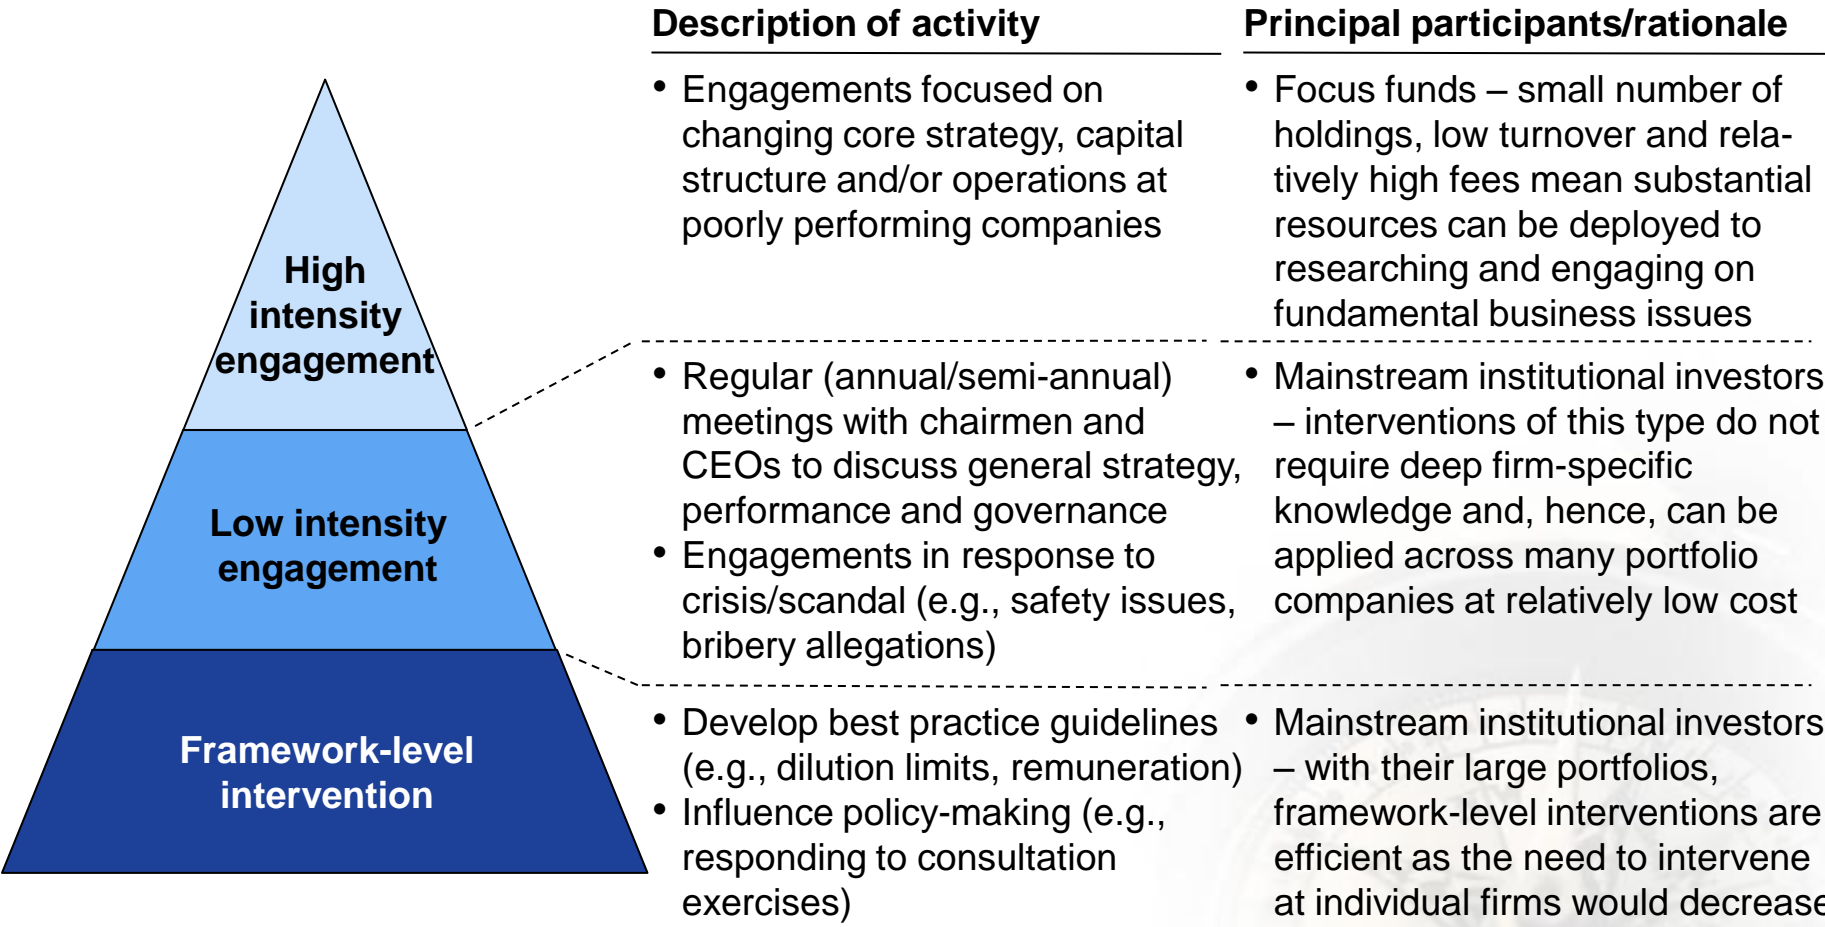 Description of activity
Principal participants/rationale
High
intensity
engagement
• Engagements focused on
changing core strategy, capital
structure and/or operations at
poorly performing companies
• Focus funds – small number of
holdings, low turnover and rela-
tively high fees mean substantial
resources can be deployed to
researching and engaging on
fundamental business issues
Low intensity
engagement
• Regular (annual/semi-annual)
meetings with chairmen and
CEOs to discuss general strategy,
performance and governance
• Engagements in response to
crisis/scandal (e.g., safety issues,
bribery allegations)
• Mainstream institutional investors
– interventions of this type do not
require deep firm-specific
knowledge and, hence, can be
applied across many portfolio
companies at relatively low cost
Framework-level
intervention
• Develop best practice guidelines
(e.g., dilution limits, remuneration)
• Influence policy-making (e.g.,
responding to consultation
exercises)
• Mainstream institutional investors
– with their large portfolios,
framework-level interventions are
efficient as the need to intervene
at individual firms would decrease